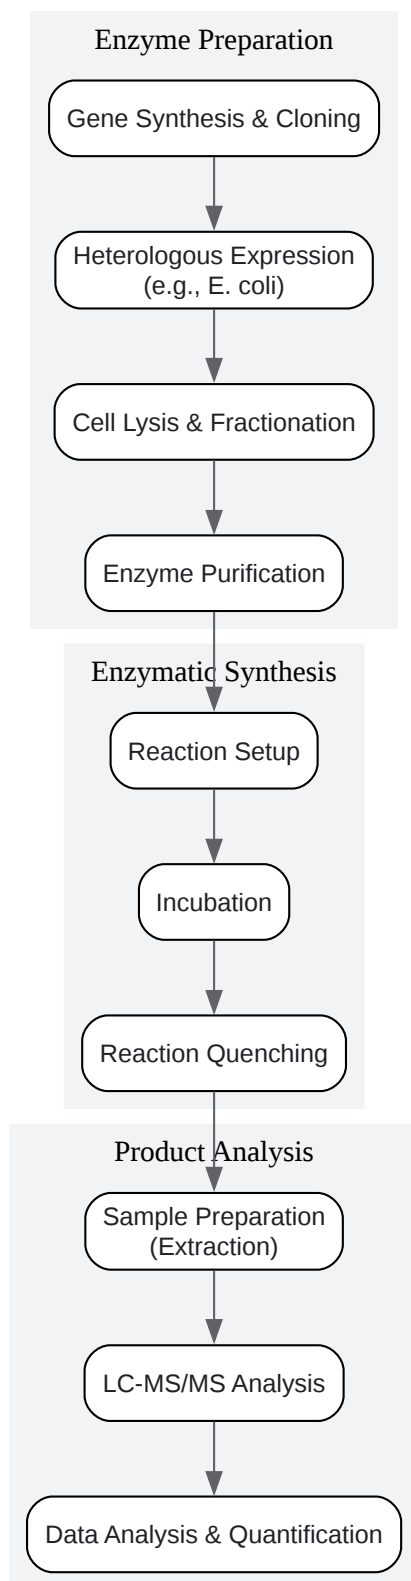 Enzyme Preparation
Gene Synthesis & Cloning
Heterologous Expression
(e.g., E. coli)
Cell Lysis & Fractionation
Enzyme Purification
Enzymatic Synthesis
Reaction Setup
Incubation
Reaction Quenching
Product Analysis
Sample Preparation
(Extraction)
LC-MS/MS Analysis
Data Analysis & Quantification